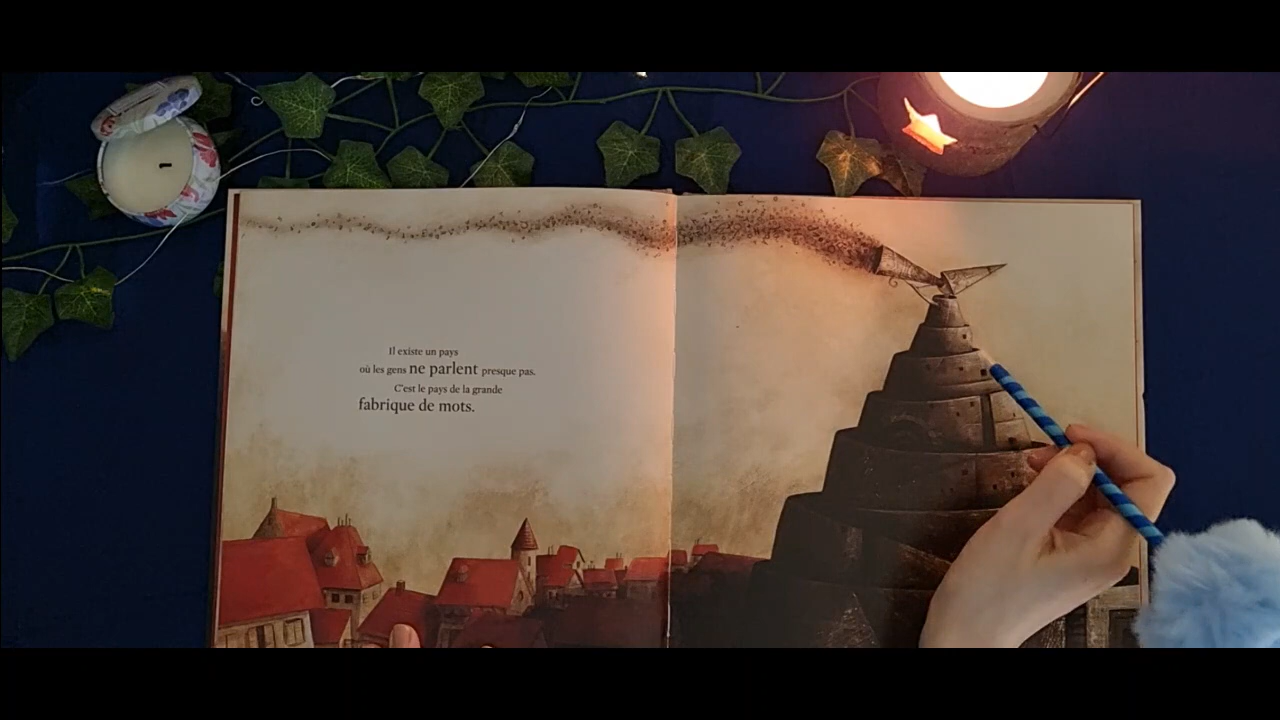 Il existe un pays
où les gens ne parlent presque pas.
C'est le pays de la grande
fabrique de mots.